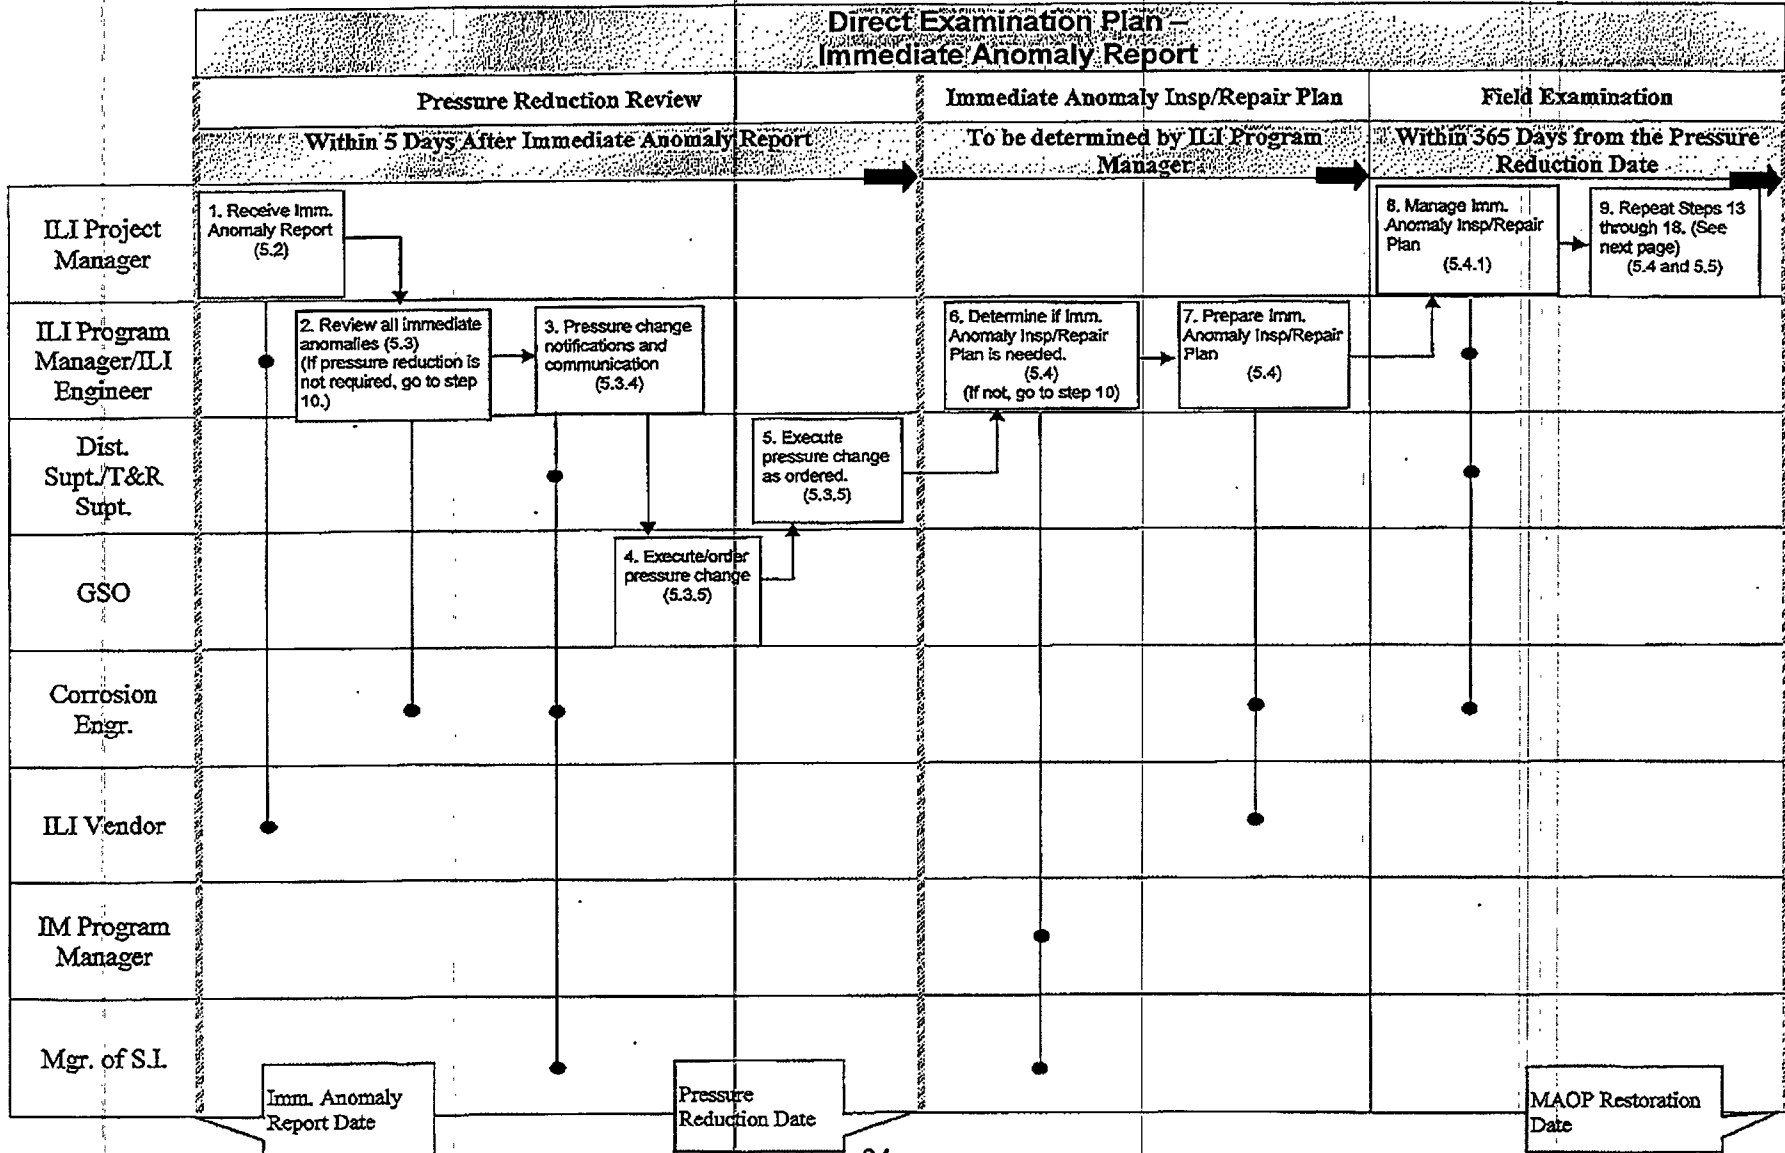 Direct Examination Plan –
Immediate Anomaly Report
Pressure Reduction Review
Immediate Anomaly Insp/Repair Plan
Field Examination
Within 5 Days After Immediate Anomaly Report
To be determined by ILI Program
Manager
Within 365 Days from the Pressure
Reduction Date
ILI Project
Manager
1. Receive Imm.
Anomaly Report
(5.2)
8. Manage Imm.
Anomaly Insp/Repair
Plan
(5.4.1)
9. Repeat Steps 13
through 18. (See
next page)
(5.4 and 5.5)
ILI Program
Manager/ILI
Engineer
2. Review all immediate
anomalies (5.3)
(If pressure reduction is
not required, go to step
10.)
3. Pressure change
notifications and
communication
(5.3.4)
6. Determine if Imm.
Anomaly Insp/Repair
Plan is needed.
(5.4)
(If not, go to step 10)
7. Prepare Imm.
Anomaly Insp/Repair
Plan
(5.4)
Dist.
Supt./T&R
Supt.
5. Execute
pressure change
as ordered.
(5.3.5)
GSO
4. Execute/order
pressure change
(5.3.5)
Corrosion
Engr.
ILI Vendor
IM Program
Manager
Mgr. of S.I.
Imm. Anomaly
Report Date
Pressure
Reduction Date
MAOP Restoration
Date